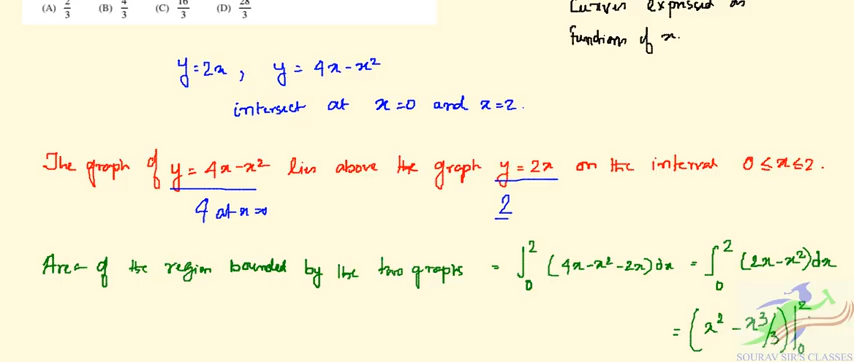 (A) 2/3 (B) 4/3 (C) 16/3 (D) 28/3
Curves expressed as
functions of x.
y=2x, y = 4x-x²
intersect at x=0 and x=2.
The graph of y = 4x-x² lies above the graph y = 2x on the interval 0≤x≤2.
4 at x=0 2
Area of the region bounded by the two graphs = ∫₀² (4x-x²-2x)dx = ∫₀² (2x-x²)dx
= (x² - x³/3)|₀²
SOURAV SIR'S CLASSES